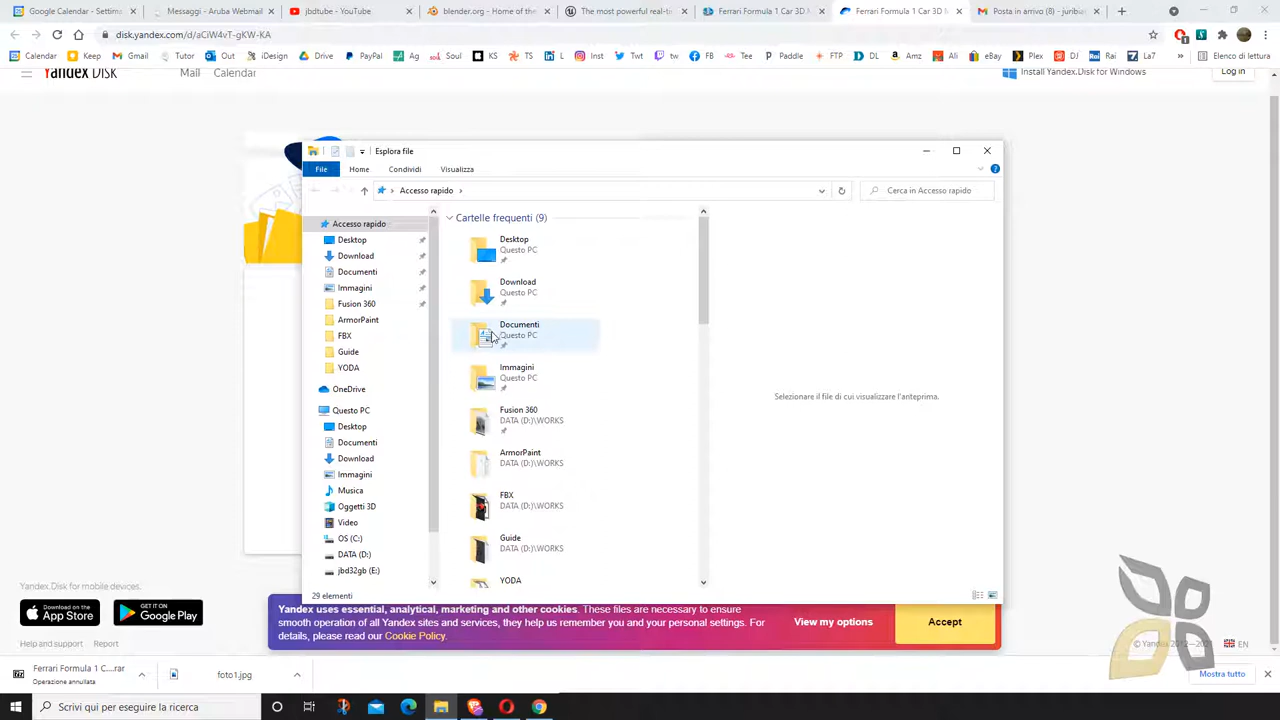 Google Calendar - Settima
Messaggi - Aruba Webmail
jbdtube - YouTube
blender.org - Home of the
The most powerful real-ti
Ferrari Formula 1 Car 3D M
Ferrari Formula 1 Car 3D M
Posta in arrivo (8) - juribia
disk.yandex.com/d/aCiW4vT-gKW-KA
Calendar
Keep
Gmail
Tutor
Out
Amazing
Drive
PayPal
Ag
Soul
KS
TS
L
Inst
Twt
tw
FB
Tee
Paddle
FTP
DL
Amz
Ali
eBay
Plex
DJ
Rai
La7
Elenco di lettura
Yandex Disk
Mail
Calendar
Install Yandex.Disk for Windows
Log in
Esplora file
File
Home
Condividi
Visualizza
Accesso rapido
Cerca in Accesso rapido
Accesso rapido
Desktop
Download
Documenti
Immagini
Fusion 360
ArmorPaint
FBX
Guide
YODA
OneDrive
Questo PC
Desktop
Documenti
Download
Immagini
Musica
Oggetti 3D
Video
OS (C:)
DATA (D:)
jbd32gb (E:)
Cartelle frequenti (9)
Desktop
Questo PC
Download
Questo PC
Documenti
Questo PC
Immagini
Questo PC
Fusion 360
DATA (D:)\WORKS
ArmorPaint
DATA (D:)\WORKS
FBX
DATA (D:)\WORKS
Guide
DATA (D:)\WORKS
YODA
Selezionare il file di cui visualizzare l'anteprima.
29 elementi
Yandex.Disk for mobile devices.
Download on the
App Store
GET IT ON
Google Play
Help and support
Report
Yandex uses essential, analytical, marketing and other cookies. These files are necessary to ensure
smooth operation of all Yandex sites and services, they help us remember you and your personal settings. For
details, please read our Cookie Policy.
View my options
Accept
EN
Ferrari Formula 1 C....rar
Operazione annullata
foto1.jpg
Mostra tutto
Scrivi qui per eseguire la ricerca